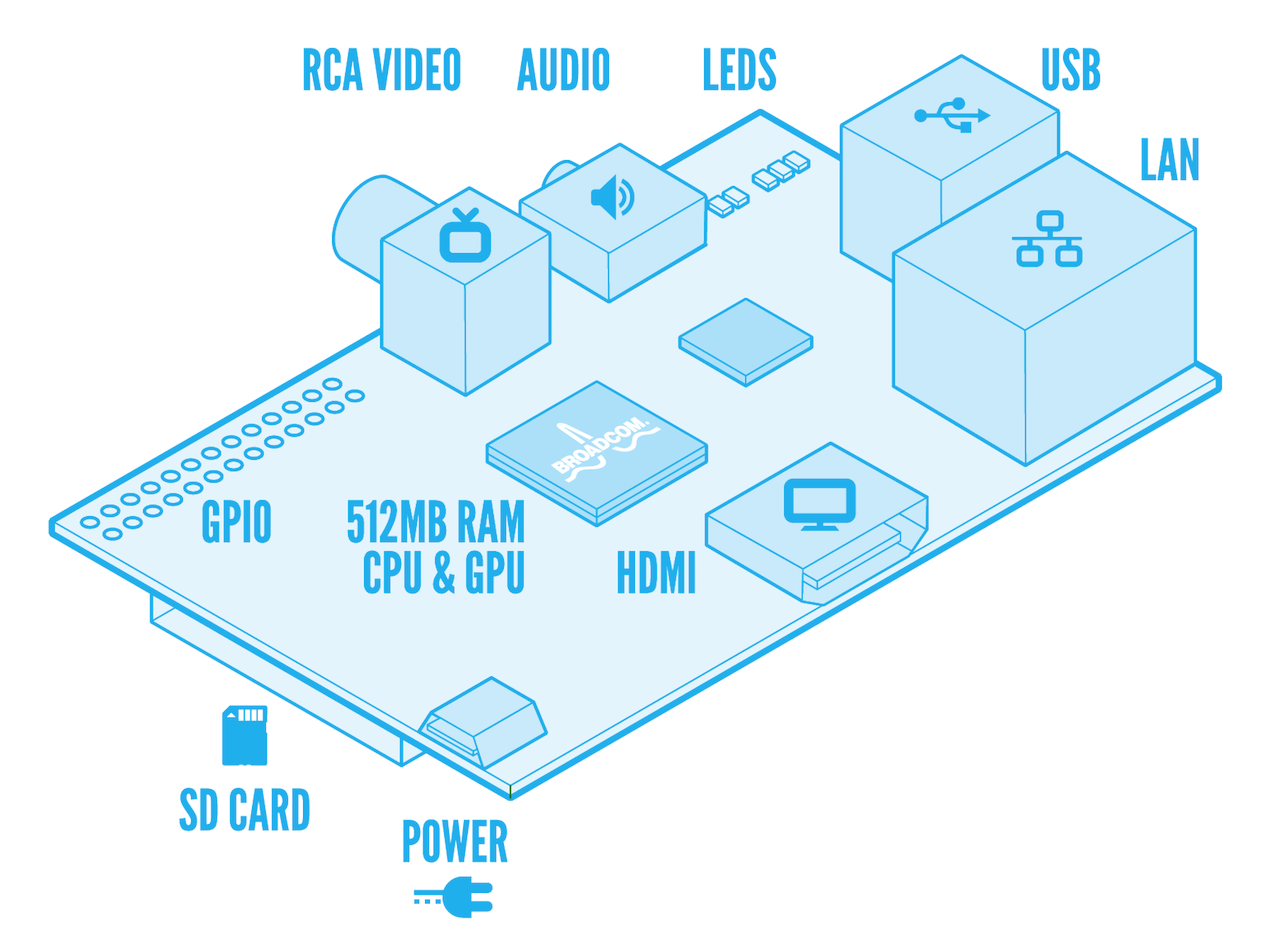 RCA VIDEO
AUDIO
LEDS
USB
LAN
BROADCOM.
GPIO
512MB RAM
CPU & GPU
HDMI
SD CARD
POWER